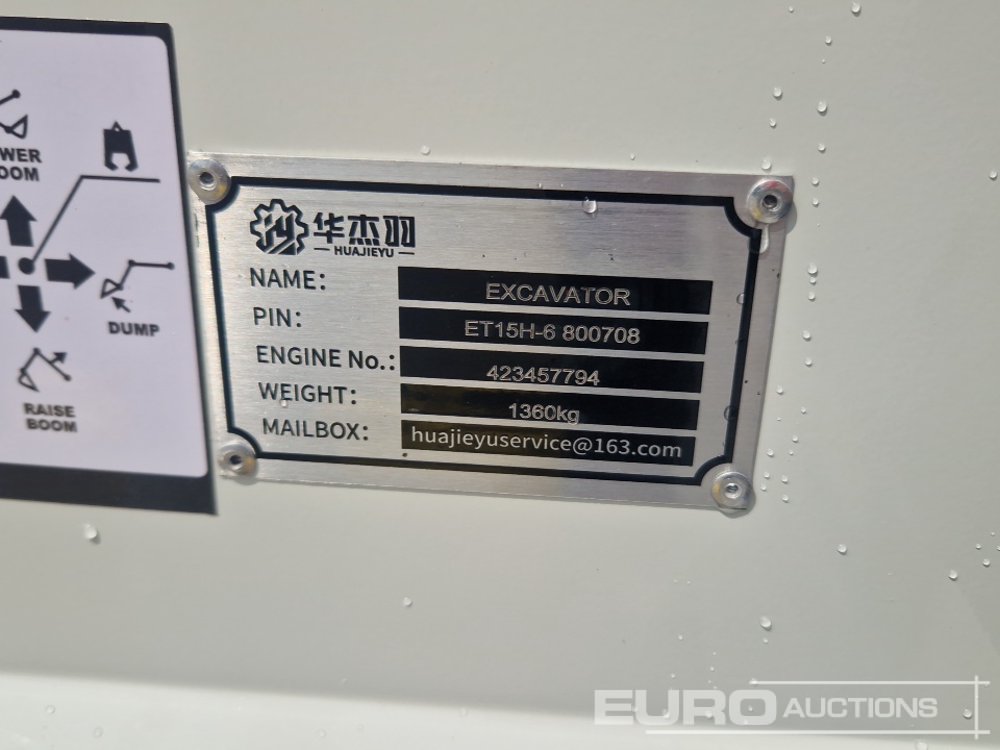 WER
OOM
DUMP
RAISE
BOOM
华杰羽
HUAJIEYU
NAME: EXCAVATOR
PIN: ET15H-6 800708
ENGINE No.: 423457794
WEIGHT: 1360kg
MAILBOX: huajieyuservice@163.com
EURO AUCTIONS